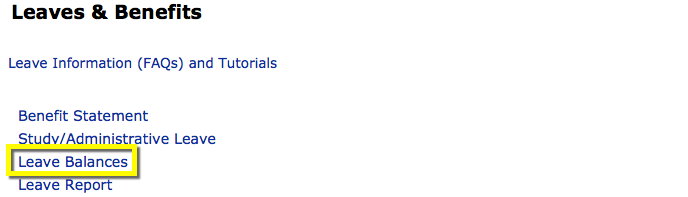 Leaves & Benefits
Leave Information (FAQs) and Tutorials
Benefit Statement
Study/Administrative Leave
Leave Balances
Leave Report